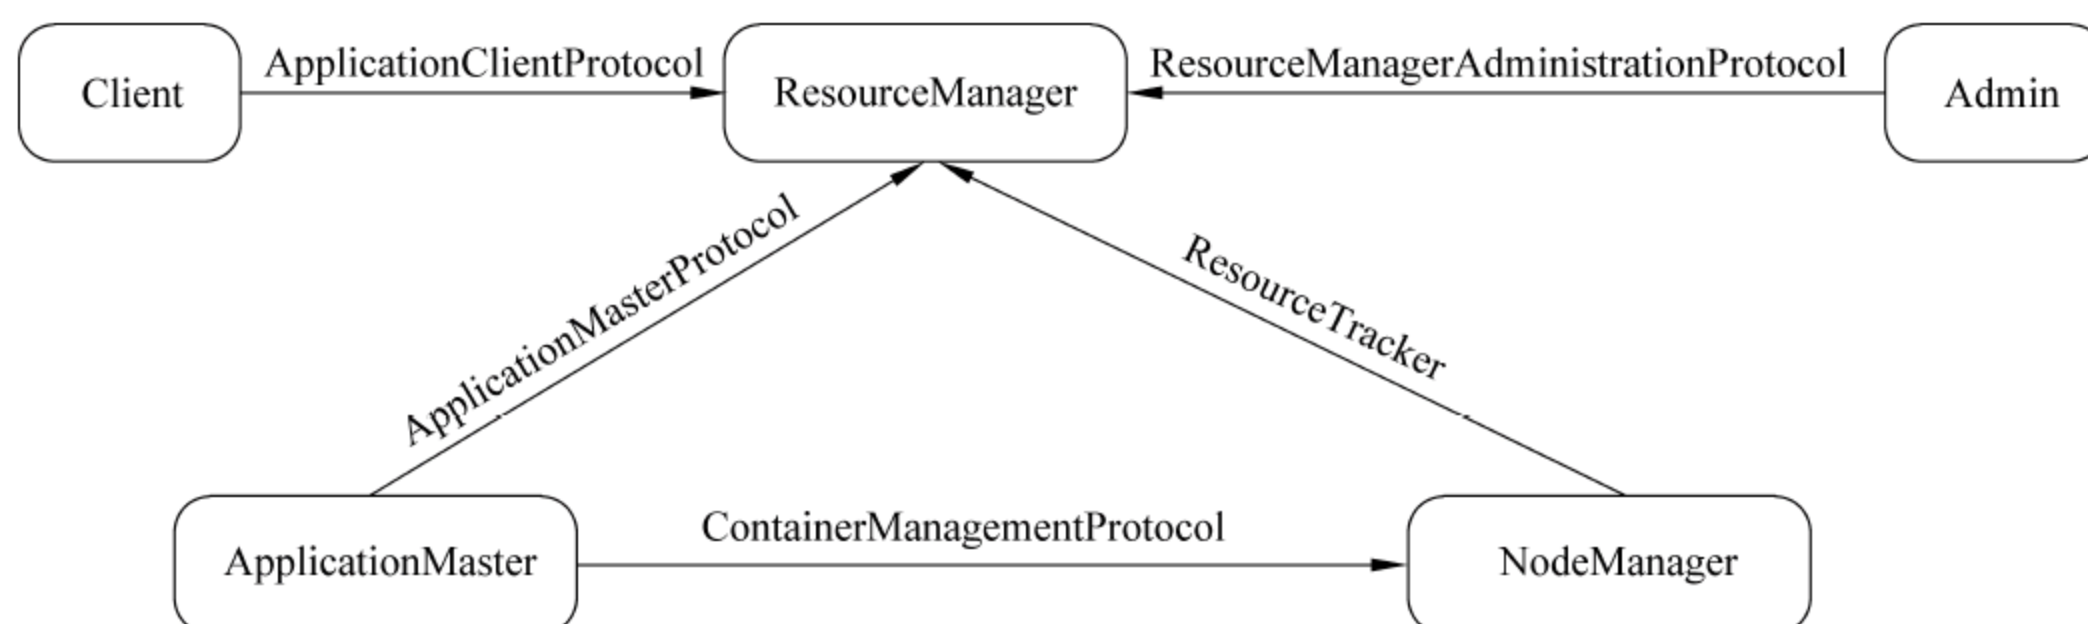 Client
ApplicationClientProtocol
ResourceManager
ResourceManagerAdministrationProtocol
Admin
ApplicationMasterProtocol
ResourceTracker
ApplicationMaster
ContainerManagementProtocol
NodeManager